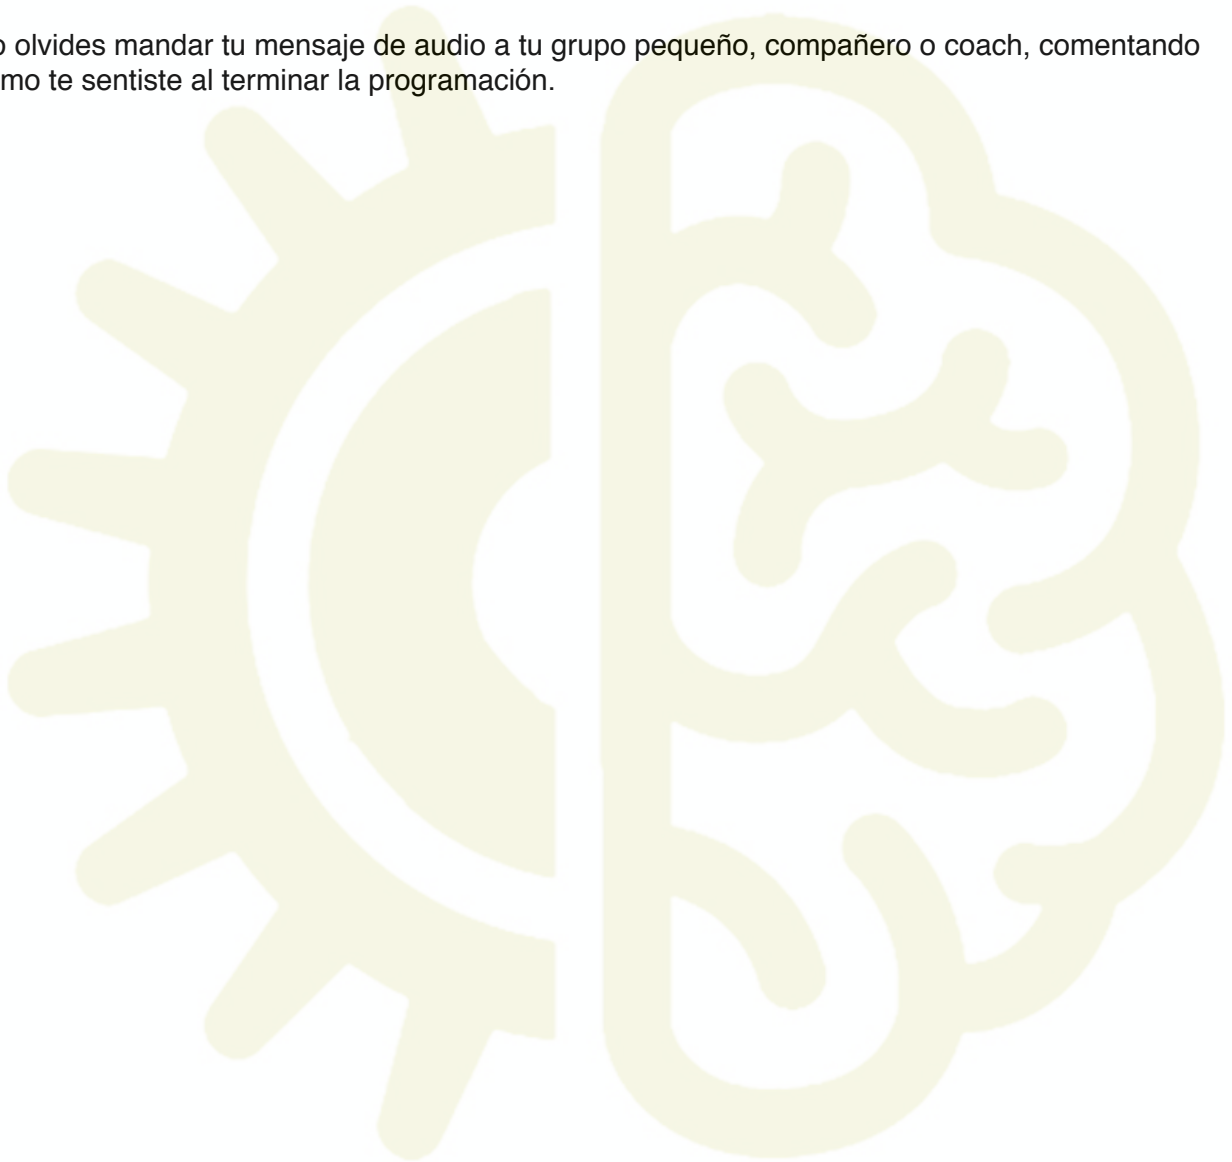 o olvides mandar tu mensaje de audio a tu grupo pequeño, compañero o coach, comentando
mo te sentiste al terminar la programación.